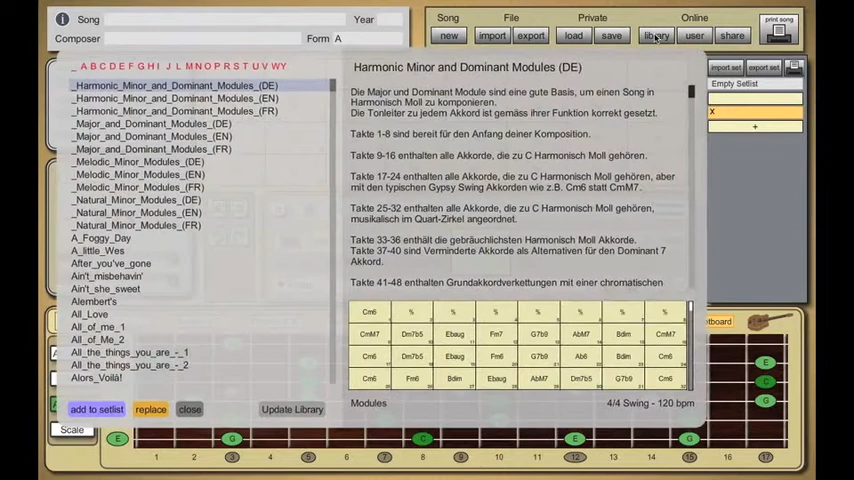 Song Year
Composer Form A
Song File Private Online
new import export load save library user share
print song
import set export set
Empty Setlist
X
+
_ A B C D E F G H I J L M N O P R S T U V W Y
_Harmonic_Minor_and_Dominant_Modules_(DE)
_Harmonic_Minor_and_Dominant_Modules_(EN)
_Harmonic_Minor_and_Dominant_Modules_(FR)
_Major_and_Dominant_Modules_(DE)
_Major_and_Dominant_Modules_(EN)
_Major_and_Dominant_Modules_(FR)
_Melodic_Minor_Modules_(DE)
_Melodic_Minor_Modules_(EN)
_Melodic_Minor_Modules_(FR)
_Natural_Minor_Modules_(DE)
_Natural_Minor_Modules_(EN)
_Natural_Minor_Modules_(FR)
A_Foggy_Day
A_little_Wes
After_you've_gone
Ain't_misbehavin'
Ain't_she_sweet
Alembert's
All_Love
All_of_me_1
All_of_Me_2
All_the_things_you_are_-_1
All_the_things_you_are_-_2
Alors_Voilà!
add to setlist replace close Update Library
Harmonic Minor and Dominant Modules (DE)
Die Major und Dominant Module sind eine gute Basis, um einen Song in
Harmonisch Moll zu komponieren.
Die Tonleiter zu jedem Akkord ist gemäss ihrer Funktion korrekt gesetzt.
Takte 1-8 sind bereit für den Anfang deiner Komposition.
Takte 9-16 enthalten alle Akkorde, die zu C Harmonisch Moll gehören.
Takte 17-24 enthalten alle Akkorde, die zu C Harmonisch Moll gehören, aber
mit den typischen Gypsy Swing Akkorden wie z.B. Cm6 statt CmM7.
Takte 25-32 enthalten alle Akkorde, die zu C Harmonisch Moll gehören,
musikalisch im Quart-Zirkel angeordnet.
Takte 33-36 enthält die gebräuchlichsten Harmonisch Moll Akkorde.
Takte 37-40 sind Verminderte Akkorde als Alternativen für den Dominant 7
Akkord.
Takte 41-48 enthalten Grundakkordverkettungen mit einer chromatischen
Cm6 % % % % % % %
CmM7 Dm7b5 Ebaug Fm7 G7b9 AbM7 Bdim CmM7
Cm6 Dm7b5 Ebaug Fm6 G7b9 Ab6 Bdim Cm6
Cm6 Fm6 Bdim Ebaug AbM7 Dm7b5 G7b9 Cm6
Modules 4/4 Swing - 120 bpm
Scale
E
C
G
E G C E G
1 2 3 4 5 6 7 8 9 10 11 12 13 14 15 16 17